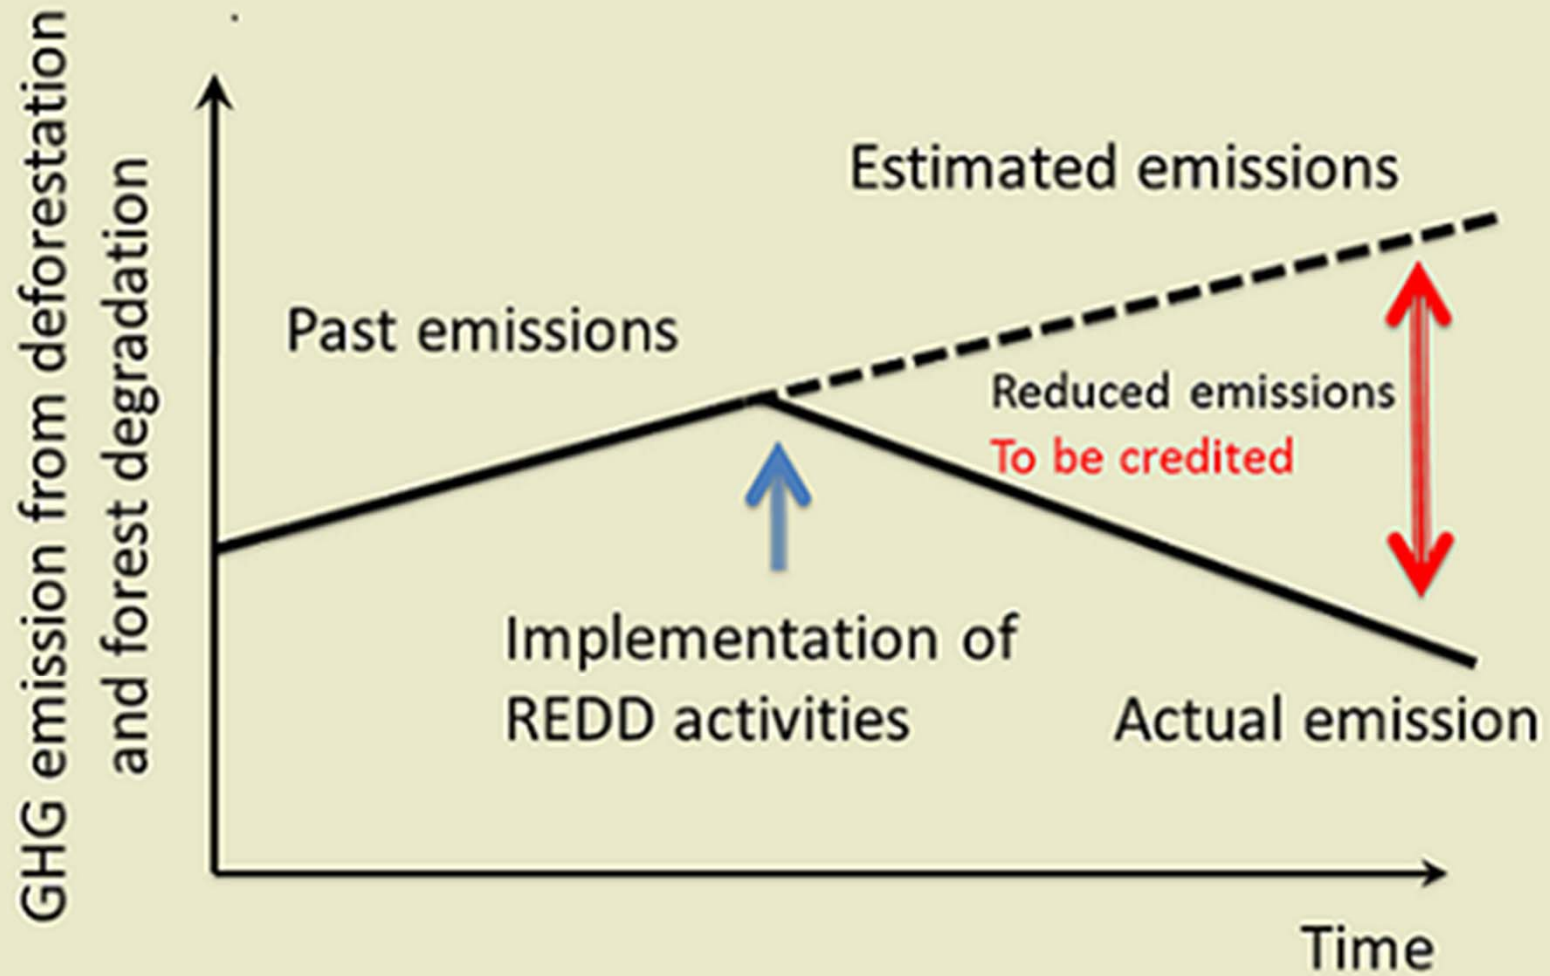 GHG emission from deforestation
and forest degradation
Estimated emissions
Past emissions
Reduced emissions
To be credited
Implementation of
REDD activities
Actual emission
Time